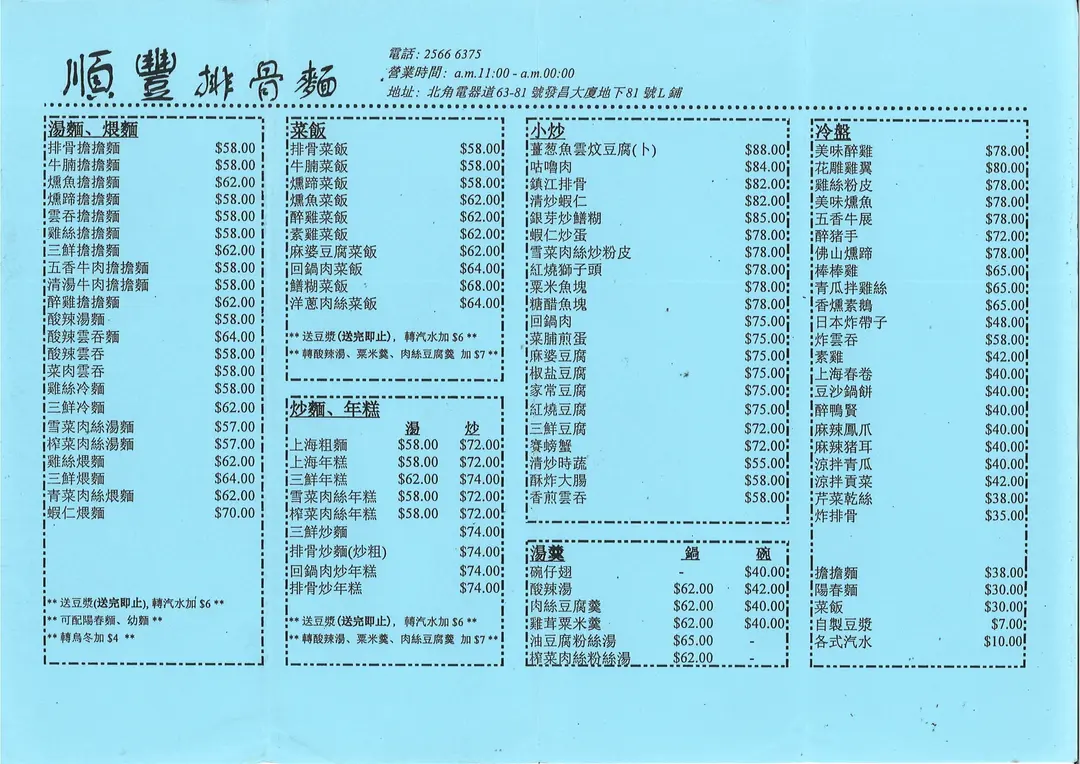 順豐排骨麵
電話: 2566 6375
營業時間: a.m.11:00 - a.m.00:00
地址: 北角電器道63-81 號發昌大廈地下81 號L 鋪
湯麵、煨麵
排骨擔擔麵 $58.00
牛腩擔擔麵 $58.00
燻魚擔擔麵 $62.00
燻蹄擔擔麵 $58.00
雲吞擔擔麵 $58.00
雞絲擔擔麵 $58.00
三鮮擔擔麵 $62.00
五香牛肉擔擔麵 $58.00
清湯牛肉擔擔麵 $58.00
醉雞擔擔麵 $62.00
酸辣湯麵 $58.00
酸辣雲吞麵 $64.00
酸辣雲吞 $58.00
菜肉雲吞 $58.00
雞絲冷麵 $58.00
三鮮冷麵 $62.00
雪菜肉絲湯麵 $57.00
榨菜肉絲湯麵 $57.00
雞絲煨麵 $62.00
三鮮煨麵 $64.00
青菜肉絲煨麵 $62.00
蝦仁煨麵 $70.00
** 送豆漿(送完即止), 轉汽水加 $6 **
** 可配陽春麵、幼麵 **
** 轉烏冬加 $4 **
菜飯
排骨菜飯 $58.00
牛腩菜飯 $58.00
燻蹄菜飯 $58.00
燻魚菜飯 $62.00
醉雞菜飯 $62.00
素雞菜飯 $62.00
麻婆豆腐菜飯 $62.00
回鍋肉菜飯 $64.00
鱔糊菜飯 $68.00
洋蔥肉絲菜飯 $64.00
** 送豆漿(送完即止), 轉汽水加 $6 **
** 轉酸辣湯、粟米羹、肉絲豆腐羹 加 $7 **
炒麵、年糕
湯 炒
上海粗麵 $58.00 $72.00
上海年糕 $58.00 $72.00
三鮮年糕 $62.00 $74.00
雪菜肉絲年糕 $58.00 $72.00
榨菜肉絲年糕 $58.00 $72.00
三鮮炒麵 $74.00
排骨炒麵(炒粗) $74.00
回鍋肉炒年糕 $74.00
排骨炒年糕 $74.00
** 送豆漿(送完即止), 轉汽水加 $6 **
** 轉酸辣湯、粟米羹、肉絲豆腐羹 加 $7 **
小炒
薑葱魚雲炆豆腐(卜) $88.00
咕嚕肉 $84.00
鎮江排骨 $82.00
清炒蝦仁 $82.00
銀芽炒鱔糊 $85.00
蝦仁炒蛋 $78.00
雪菜肉絲炒粉皮 $78.00
紅燒獅子頭 $78.00
粟米魚塊 $78.00
糖醋魚塊 $78.00
回鍋肉 $75.00
菜脯煎蛋 $75.00
麻婆豆腐 $75.00
椒盐豆腐 $75.00
家常豆腐 $75.00
紅燒豆腐 $75.00
三鮮豆腐 $72.00
賽螃蟹 $72.00
清炒時蔬 $55.00
酥炸大腸 $58.00
香煎雲吞 $58.00
湯羹 鍋 碗
碗仔翅 - $40.00
酸辣湯 $62.00 $42.00
肉絲豆腐羹 $62.00 $40.00
雞茸粟米羹 $62.00 $40.00
油豆腐粉絲湯 $65.00 -
榨菜肉絲粉絲湯 $62.00 -
冷盤
美味醉雞 $78.00
花雕雞翼 $80.00
雞絲粉皮 $78.00
美味燻魚 $78.00
五香牛展 $78.00
醉猪手 $72.00
佛山燻蹄 $78.00
棒棒雞 $65.00
青瓜拌雞絲 $65.00
香燻素鵝 $65.00
日本炸帶子 $48.00
炸雲吞 $58.00
素雞 $42.00
上海春卷 $40.00
豆沙鍋餅 $40.00
醉鴨腎 $40.00
麻辣鳳爪 $40.00
麻辣猪耳 $40.00
涼拌青瓜 $40.00
涼拌貢菜 $42.00
芹菜乾絲 $38.00
炸排骨 $35.00
擔擔麵 $38.00
陽春麵 $30.00
菜飯 $30.00
自製豆漿 $7.00
各式汽水 $10.00